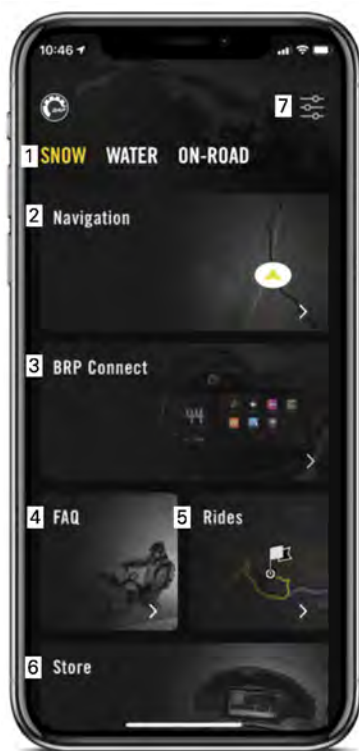 10:46
7
1 SNOW WATER ON-ROAD
2 Navigation
3 BRP Connect
44
4 FAQ 5 Rides
6 Store